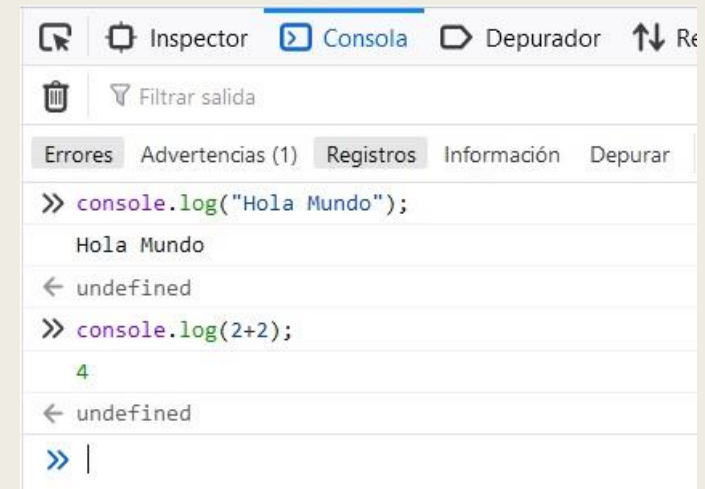 Inspector Consola Depurador Re
Filtrar salida
Errores Advertencias (1) Registros Información Depurar
>> console.log("Hola Mundo");
Hola Mundo
← undefined
>> console.log(2+2);
4
← undefined
>>